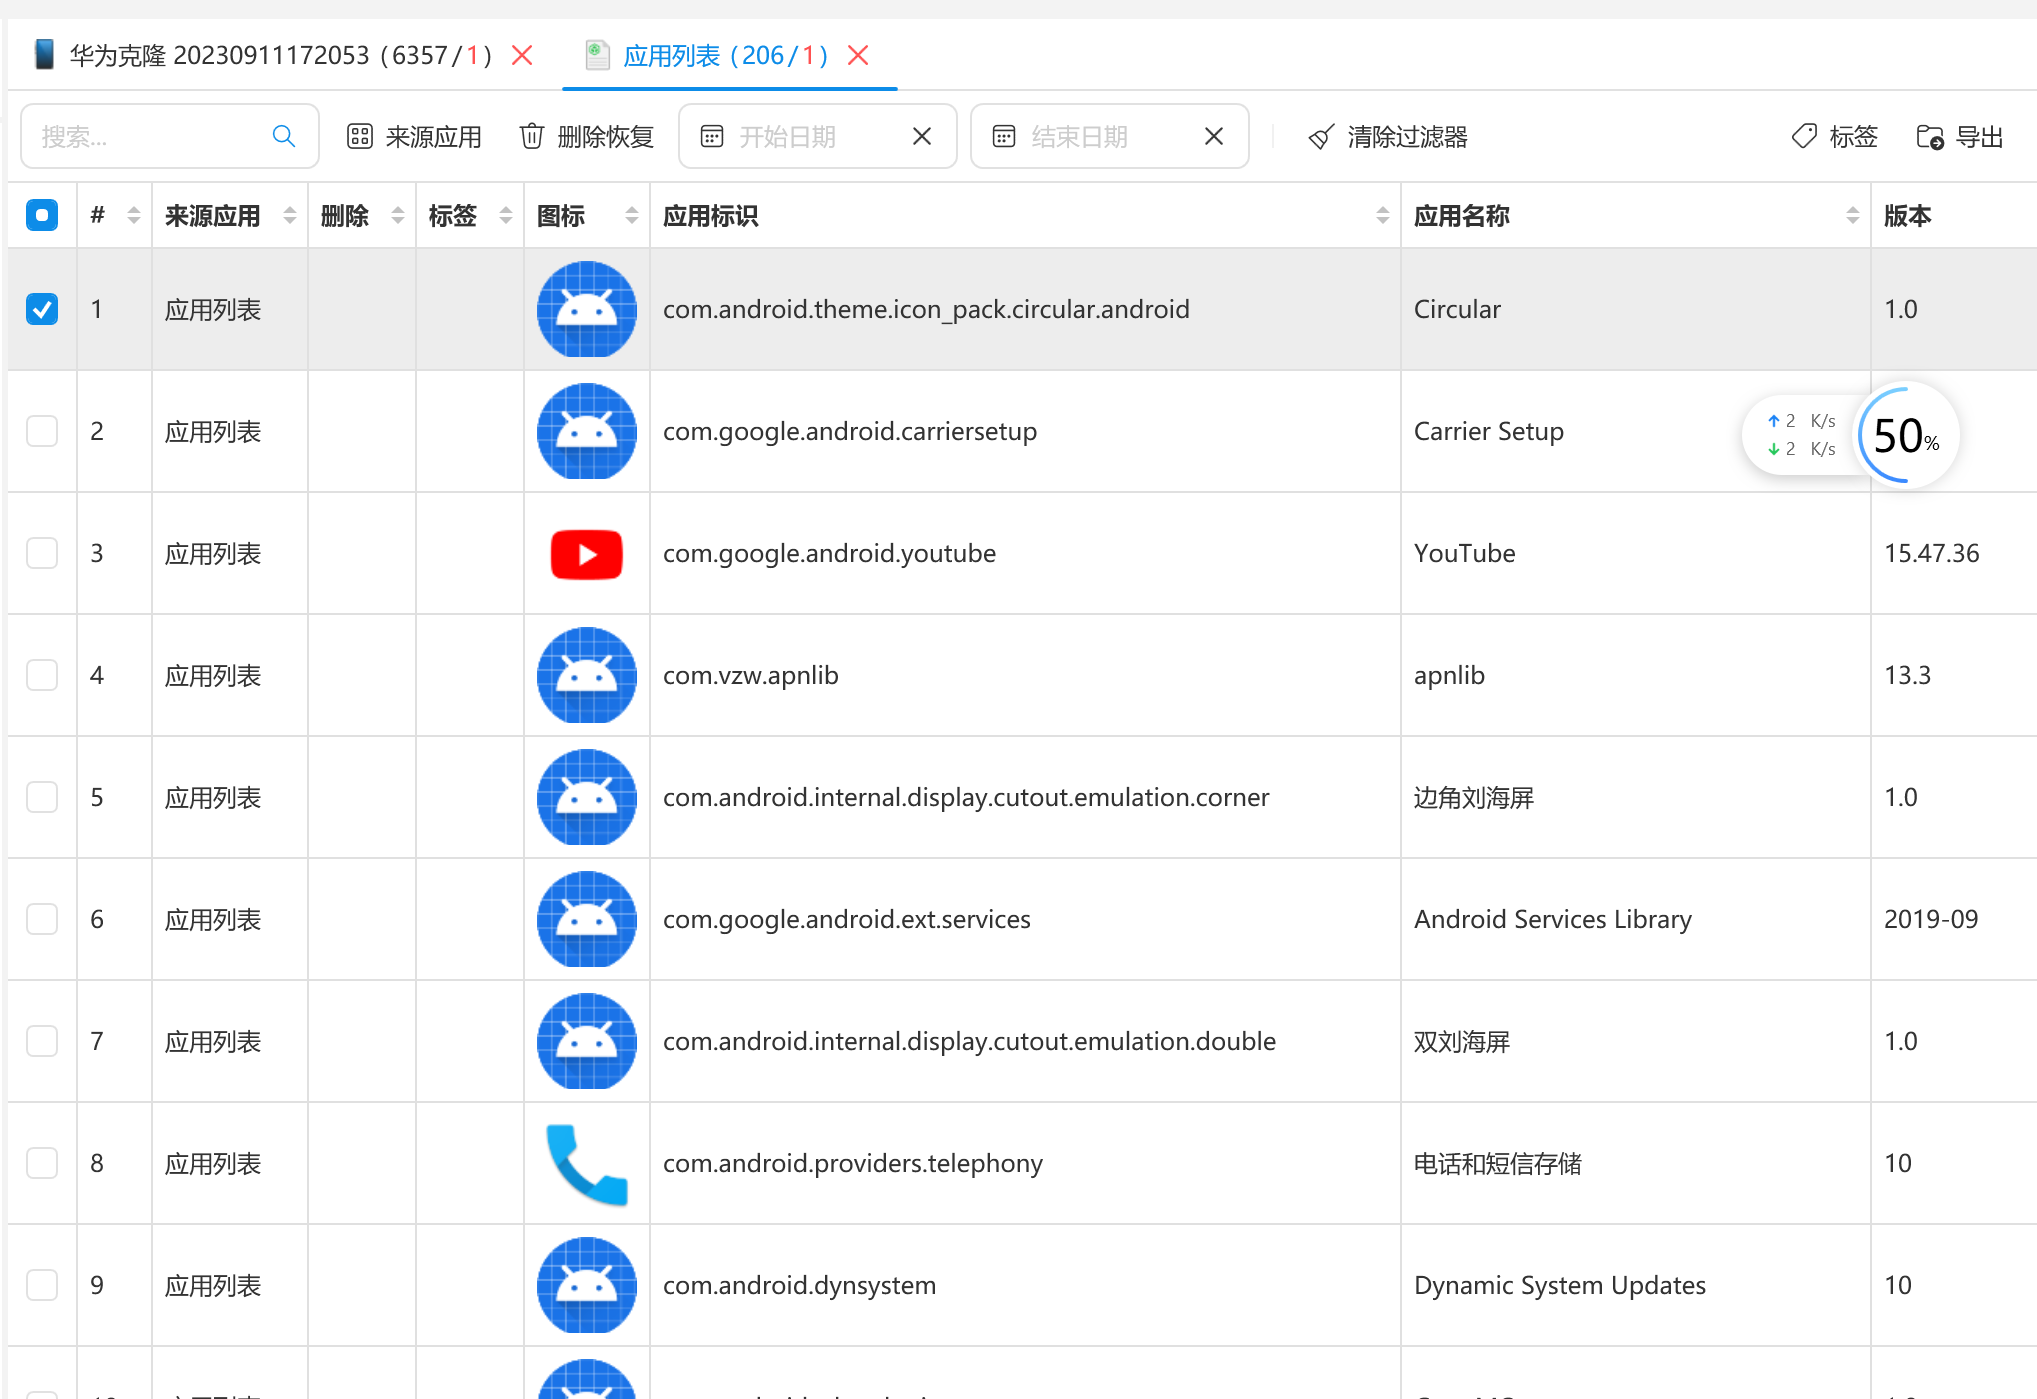 华为克隆 20230911172053 (6357/1)
应用列表 (206/1)
搜索...
来源应用
删除恢复
开始日期
结束日期
清除过滤器
标签
导出
# 来源应用 删除 标签 图标 应用标识 应用名称 版本
1 应用列表 com.android.theme.icon_pack.circular.android Circular 1.0
2 应用列表 com.google.android.carriersetup Carrier Setup
2 K/s
2 K/s
50%
3 应用列表 com.google.android.youtube YouTube 15.47.36
4 应用列表 com.vzw.apnlib apnlib 13.3
5 应用列表 com.android.internal.display.cutout.emulation.corner 边角刘海屏 1.0
6 应用列表 com.google.android.ext.services Android Services Library 2019-09
7 应用列表 com.android.internal.display.cutout.emulation.double 双刘海屏 1.0
8 应用列表 com.android.providers.telephony 电话和短信存储 10
9 应用列表 com.android.dynsystem Dynamic System Updates 10